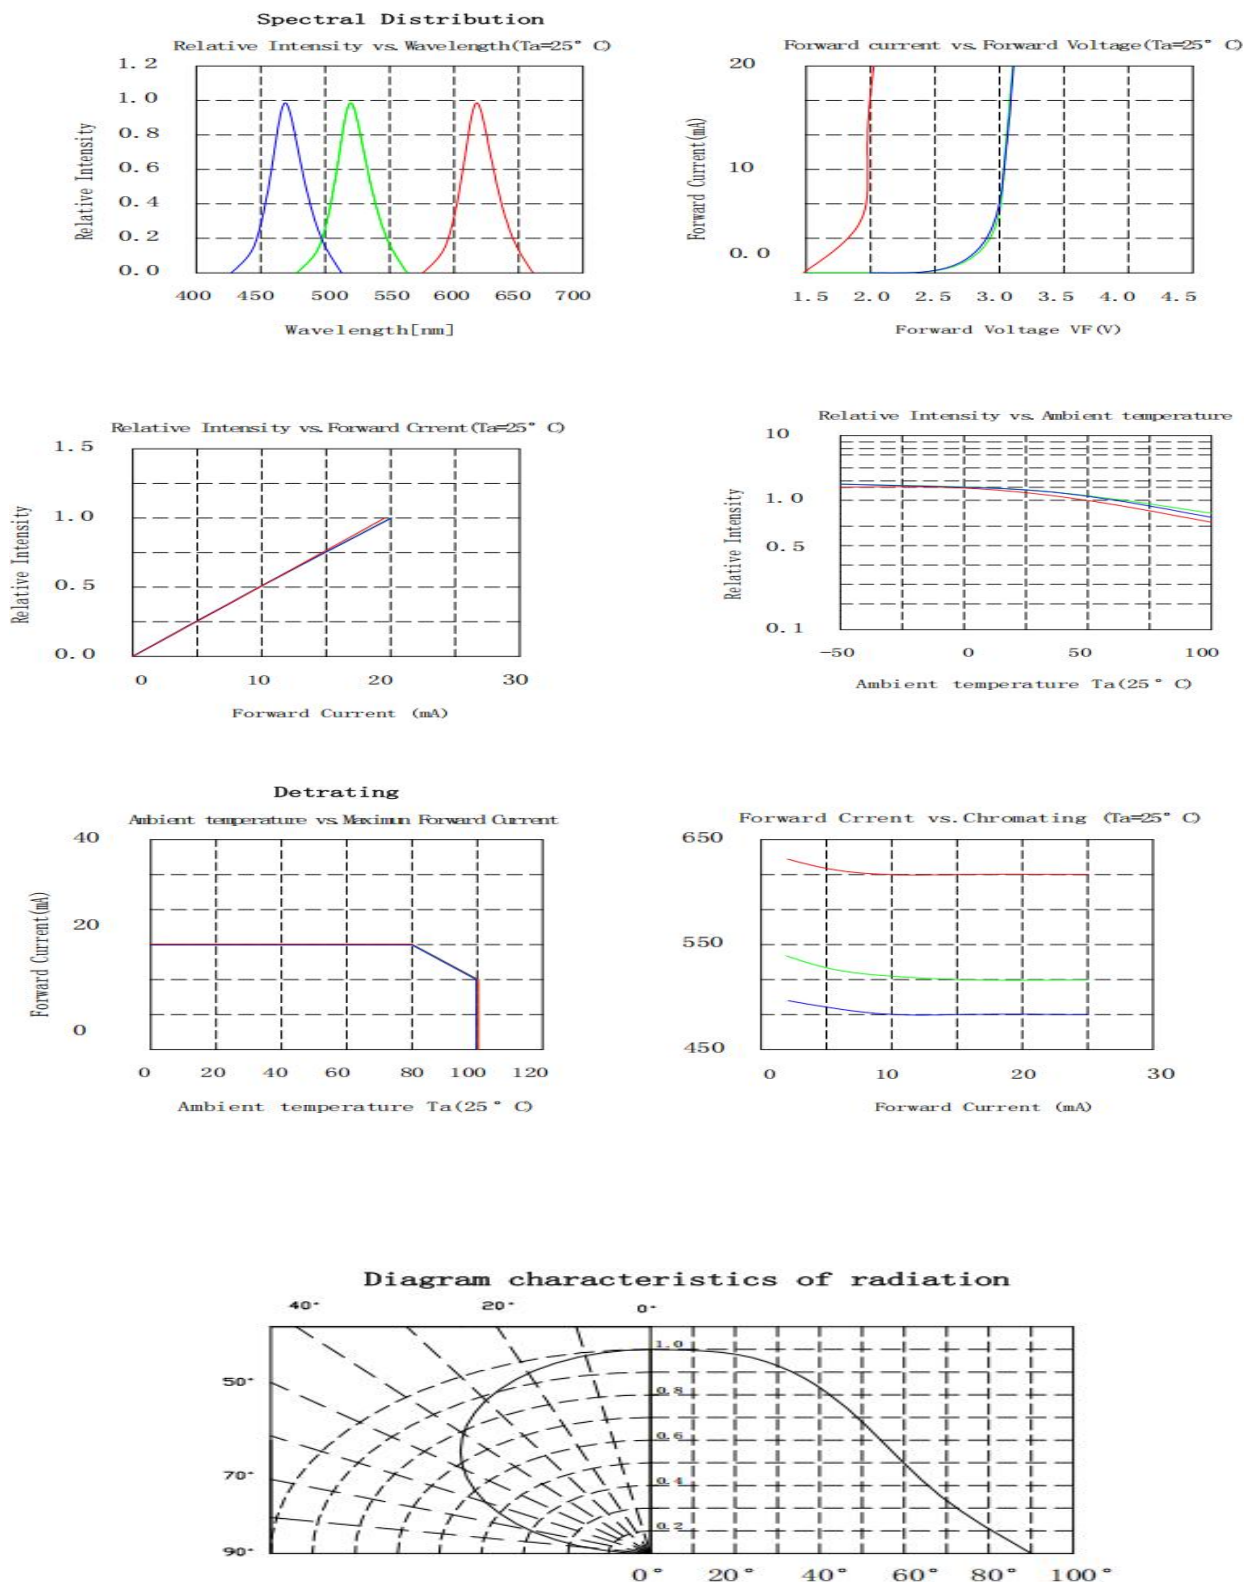 Spectral Distribution
Relative Intensity vs. Wavelength(Ta=25° C)
1.2
1.0
0.8
0.6
0.4
0.2
0.0
Relative Intensity
400 450 500 550 600 650 700
Wavelength[nm]
Forward current vs. Forward Voltage(Ta=25° C)
20
10
0.0
Forward Current(mA)
1.5 2.0 2.5 3.0 3.5 4.0 4.5
Forward Voltage VF(V)
Relative Intensity vs. Forward Crrent(Ta=25° C)
1.5
1.0
0.5
0.0
Relative Intensity
0 10 20 30
Forward Current (mA)
Relative Intensity vs. Ambient temperature
10
1.0
0.5
0.1
Relative Intensity
-50 0 50 100
Ambient temperature Ta(25° C)
Detrating
Ambient temperature vs. Maximun Forward Current
40
20
0
Forward Current(mA)
0 20 40 60 80 100 120
Ambient temperature Ta(25° C)
Forward Crrent vs. Chromating (Ta=25° C)
650
550
450
0 10 20 30
Forward Current (mA)
Diagram characteristics of radiation
40° 20° 0°
50°
70°
90°
1.0
0.8
0.6
0.4
0.2
0° 20° 40° 60° 80° 100°